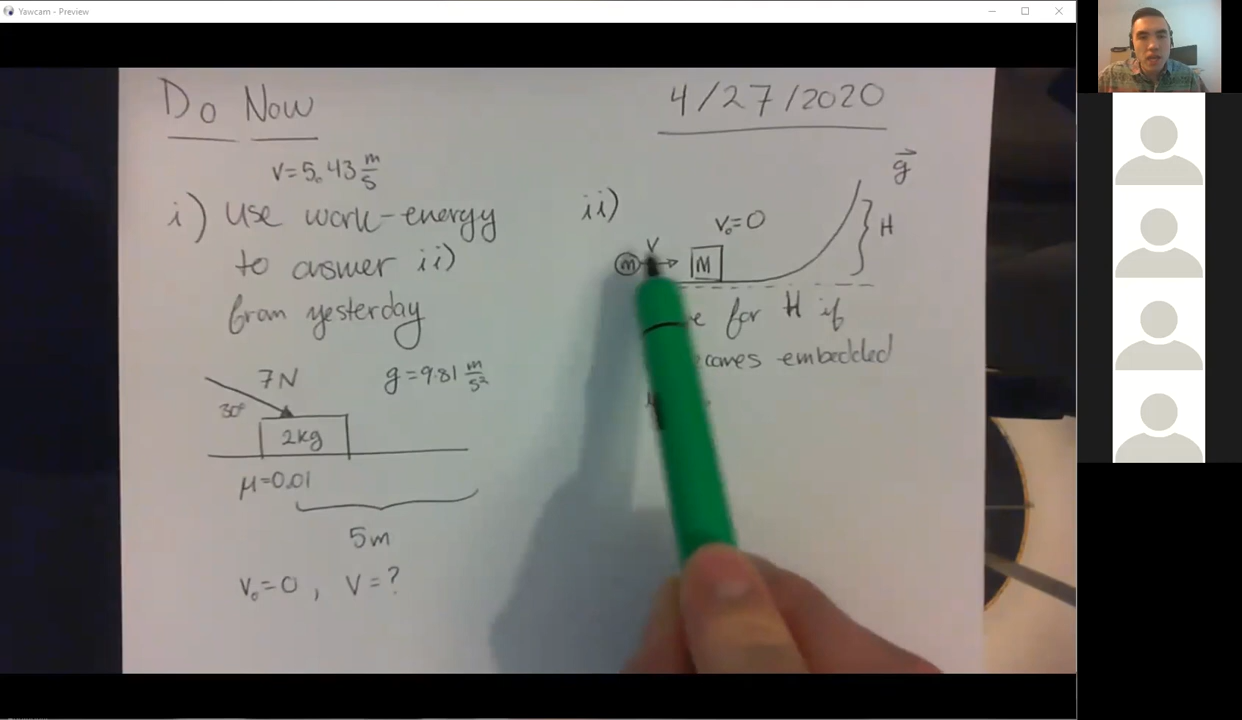 Yawcam - Preview
Do Now
4/27/2020
v=5.43 m/s
i) Use work-energy
to answer ii)
from yesterday
7N
30°
g=9.81 m/s²
2kg
μ=0.01
5m
v₀=0, v=?
ii)
g⃗
v₀=0
H
v
m
M
for H if
embedded